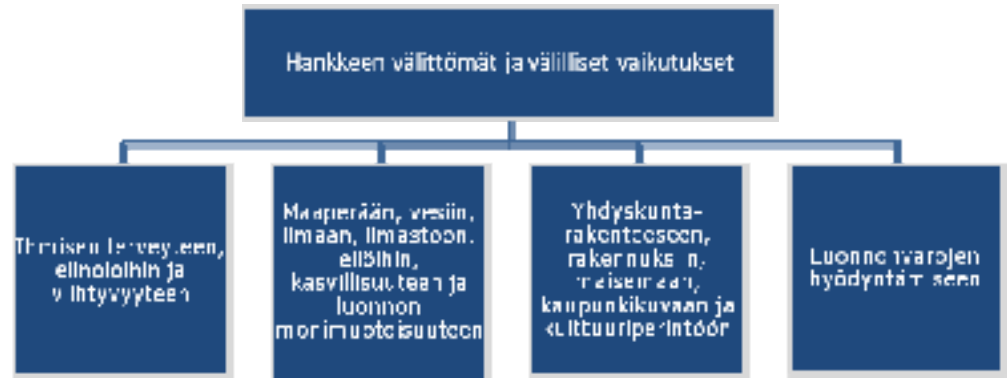 Hankkeen välittömät ja välilliset vaikutukset
Ihmisen terveyteen,
elinoloihin ja
viihtyvyyteen
Maaperään, vesiin,
ilmaan, ilmastoon,
eliöihin,
kasvillisuuteen ja
luonnon
monimuotoisuuteen
Yhdyskunta-
rakenteeseen,
rakennuksiin,
maisemaan,
kaupunkikuvaan ja
kulttuuriperintöön
Luonnonvarojen
hyödyntämiseen